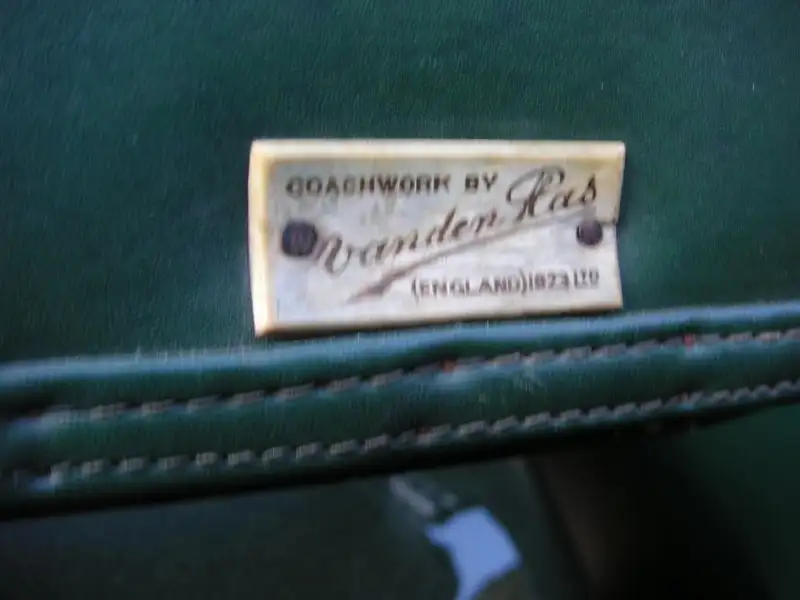 COACHWORK BY
Vanden Plas
(ENGLAND) 1923 LTD